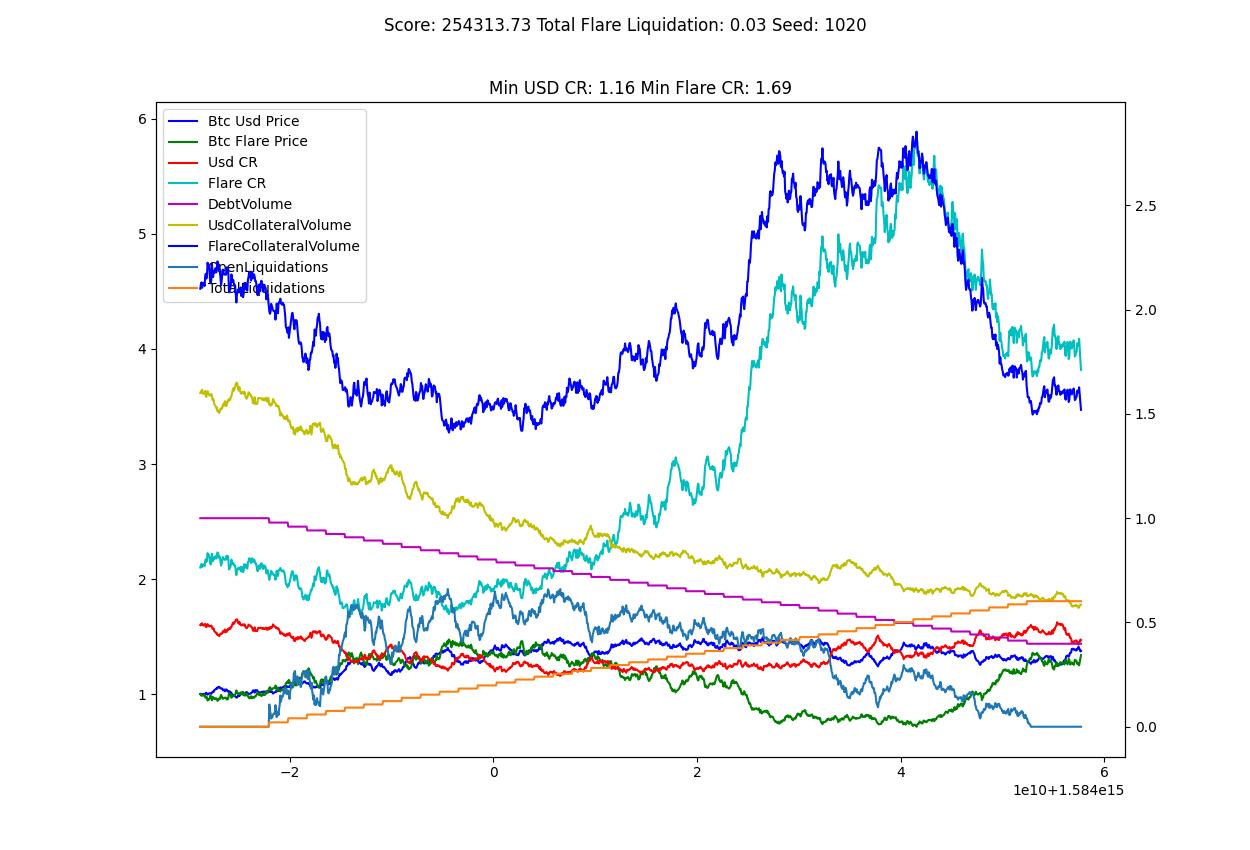 Score: 254313.73 Total Flare Liquidation: 0.03 Seed: 1020
Min USD CR: 1.16 Min Flare CR: 1.69
Btc Usd Price
Btc Flare Price
Usd CR
Flare CR
DebtVolume
UsdCollateralVolume
FlareCollateralVolume
OpenLiquidations
TotalLiquidations
6
5
4
3
2
1
2.5
2.0
1.5
1.0
0.5
0.0
−2
0
2
4
6
1e10+1.584e15